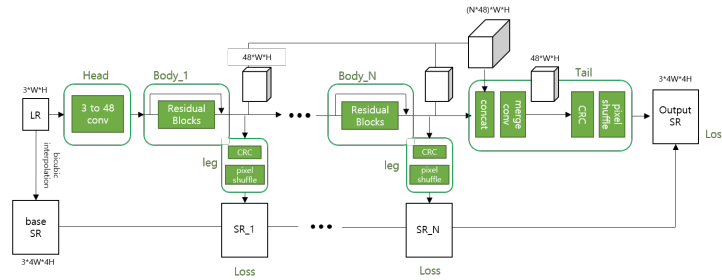 (N*48)*W*H
48*W*H
48*W*H
Head
Body_1
Body_N
Tail
3*W*H
3*4W*4H
LR
3 to 48
conv
Residual
Blocks
•••
Residual
Blocks
concat
merge
conv
CRC
pixel
shuffle
Output
SR
Los
bicubic
interpolation
leg
CRC
pixel
shuffle
leg
CRC
pixel
shuffle
base
SR
SR_1
•••
SR_N
3*4W*4H
Loss
Loss